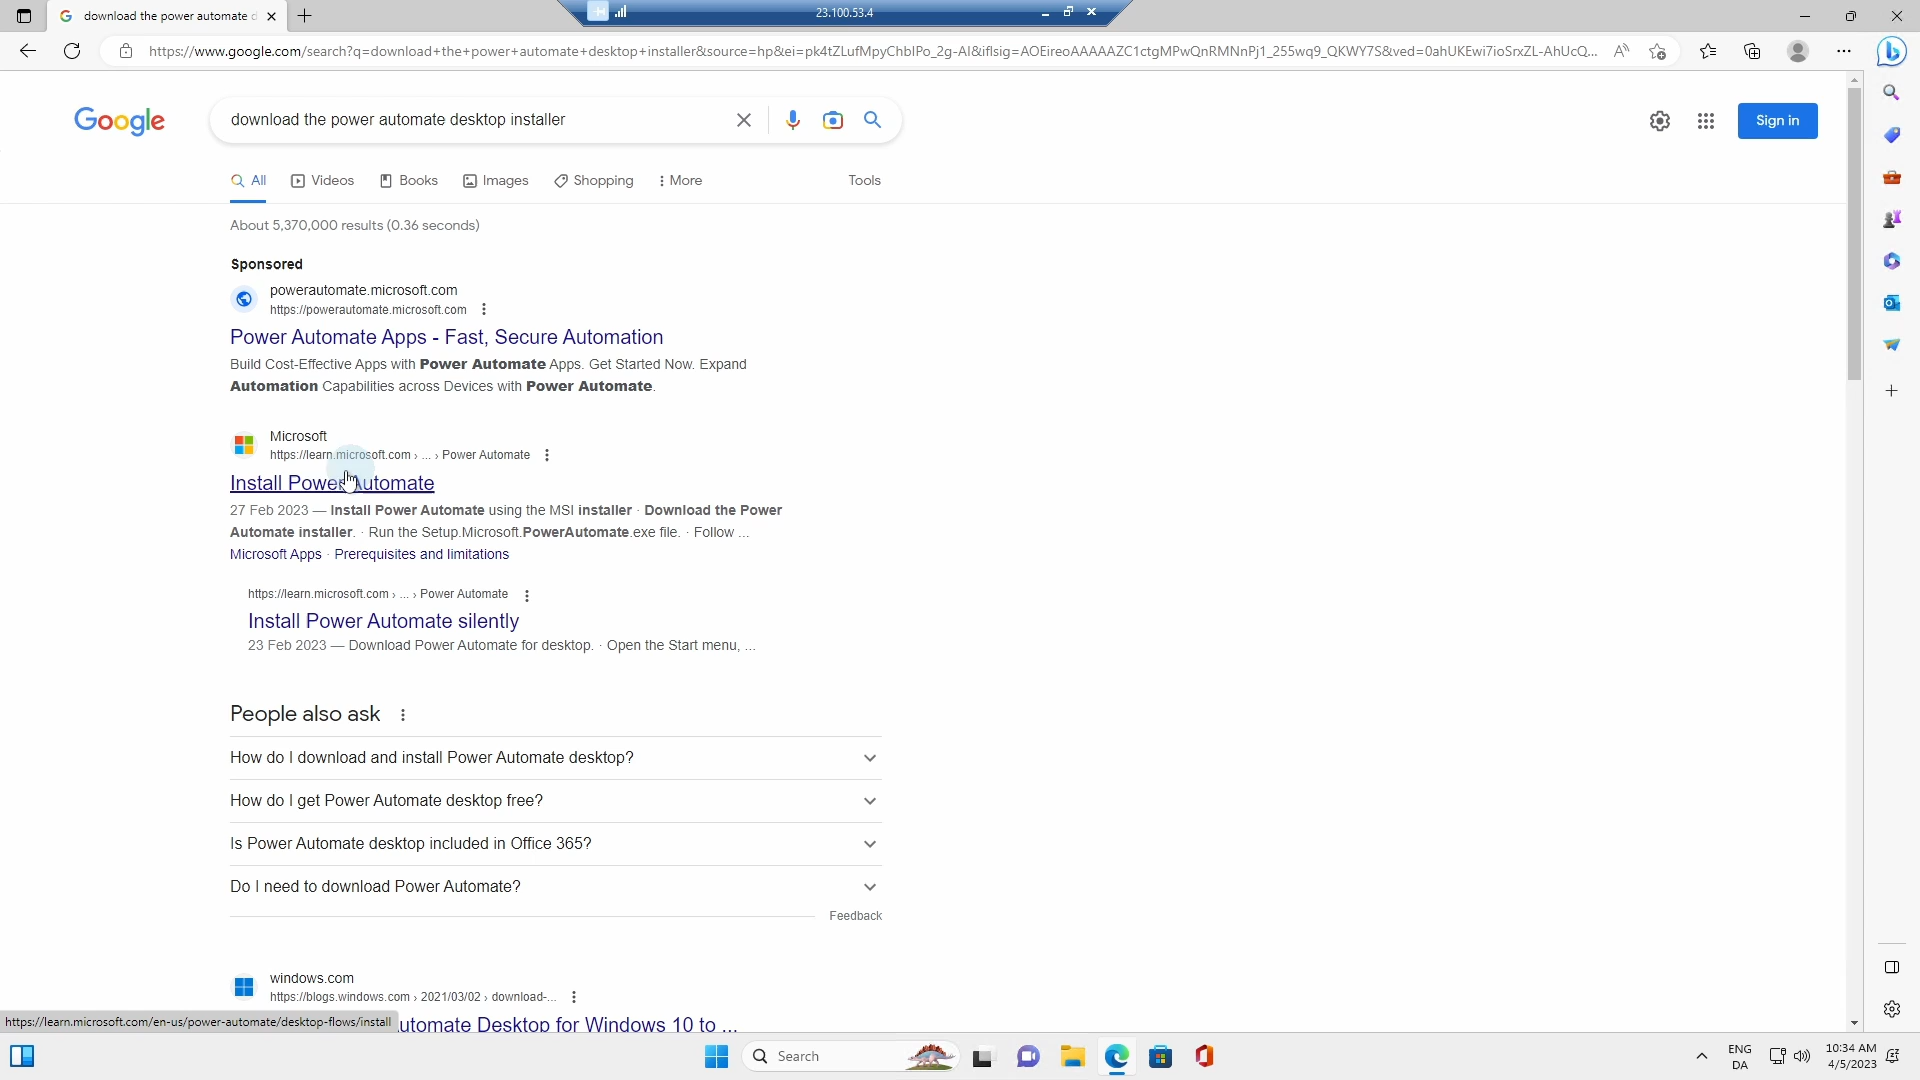 download the power automate d
23.100.53.4
https://www.google.com/search?q=download+the+power+automate+desktop+installer&source=hp&ei=pk4tZLufMpyChbIPo_2g-AI&iflsig=AOEireoAAAAAZC1ctgMPwQnRMNnPj1_255wq9_QKWY7S&ved=0ahUKEwi7ioSrxZL-AhUcQ...
Google
download the power automate desktop installer
Sign in
All
Videos
Books
Images
Shopping
More
Tools
About 5,370,000 results (0.36 seconds)
Sponsored
powerautomate.microsoft.com
https://powerautomate.microsoft.com
Power Automate Apps - Fast, Secure Automation
Build Cost-Effective Apps with Power Automate Apps. Get Started Now. Expand
Automation Capabilities across Devices with Power Automate.
Microsoft
https://learn.microsoft.com › ... › Power Automate
Install Power Automate
27 Feb 2023 — Install Power Automate using the MSI installer · Download the Power
Automate installer. · Run the Setup.Microsoft.PowerAutomate.exe file. · Follow ...
Microsoft Apps · Prerequisites and limitations
https://learn.microsoft.com › ... › Power Automate
Install Power Automate silently
23 Feb 2023 — Download Power Automate for desktop. · Open the Start menu, ...
People also ask
How do I download and install Power Automate desktop?
How do I get Power Automate desktop free?
Is Power Automate desktop included in Office 365?
Do I need to download Power Automate?
Feedback
windows.com
https://blogs.windows.com › 2021/03/02 › download-...
utomate Desktop for Windows 10 to ...
https://learn.microsoft.com/en-us/power-automate/desktop-flows/install
Search
ENG
DA
10:34 AM
4/5/2023